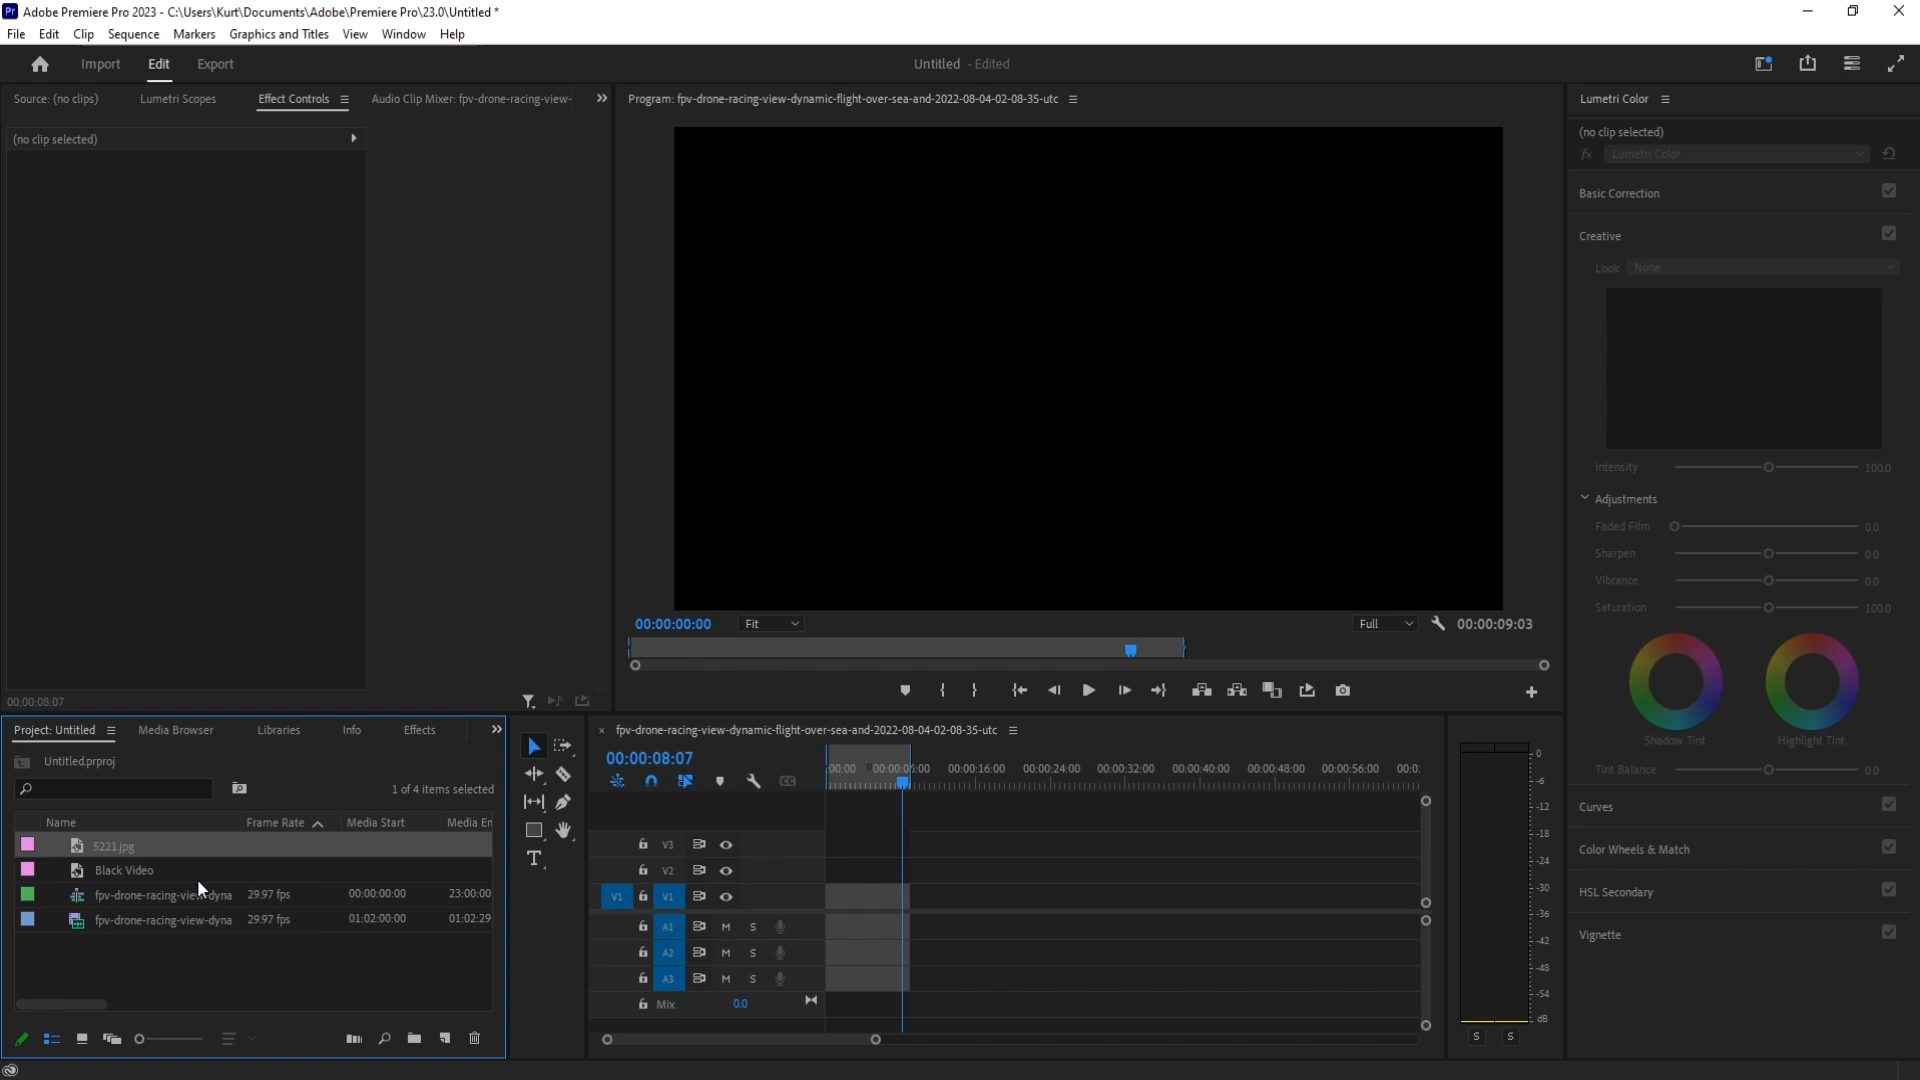 Pr Adobe Premiere Pro 2023 - C:\Users\Kurt\Documents\Adobe\Premiere Pro\23.0\Untitled *
File Edit Clip Sequence Markers Graphics and Titles View Window Help
Import Edit Export
Untitled - Edited
Source: (no clips) Lumetri Scopes Effect Controls Audio Clip Mixer: fpv-drone-racing-view-
(no clip selected)
00:00:08:07
Program: fpv-drone-racing-view-dynamic-flight-over-sea-and-2022-08-04-02-08-35-utc
00:00:00:00 Fit Full 00:00:09:03
Lumetri Color
(no clip selected)
fx Lumetri Color
Basic Correction
Creative
Look None
Intensity 100.0
Adjustments
Faded Film 0.0
Sharpen 0.0
Vibrance 0.0
Saturation 100.0
Shadow Tint Highlight Tint
Tint Balance 0.0
Curves
Color Wheels & Match
HSL Secondary
Vignette
Project: Untitled Media Browser Libraries Info Effects
Untitled.prproj
1 of 4 items selected
Name Frame Rate Media Start Media En
5221.jpg
Black Video
fpv-drone-racing-view-dyna 29.97 fps 00:00:00:00 23:00:00
fpv-drone-racing-view-dyna 29.97 fps 01:02:00:00 01:02:29
T
× fpv-drone-racing-view-dynamic-flight-over-sea-and-2022-08-04-02-08-35-utc
00:00:08:07
:00:00 00:00:16:00 00:00:24:00 00:00:32:00 00:00:40:00 00:00:48:00 00:00:56:00 00:0:
V3
V2
V1 V1
A1 M S
A2 M S
A3 M S
Mix 0.0
0
-6
-12
-18
-24
-30
-36
-42
-48
-54
dB
S S